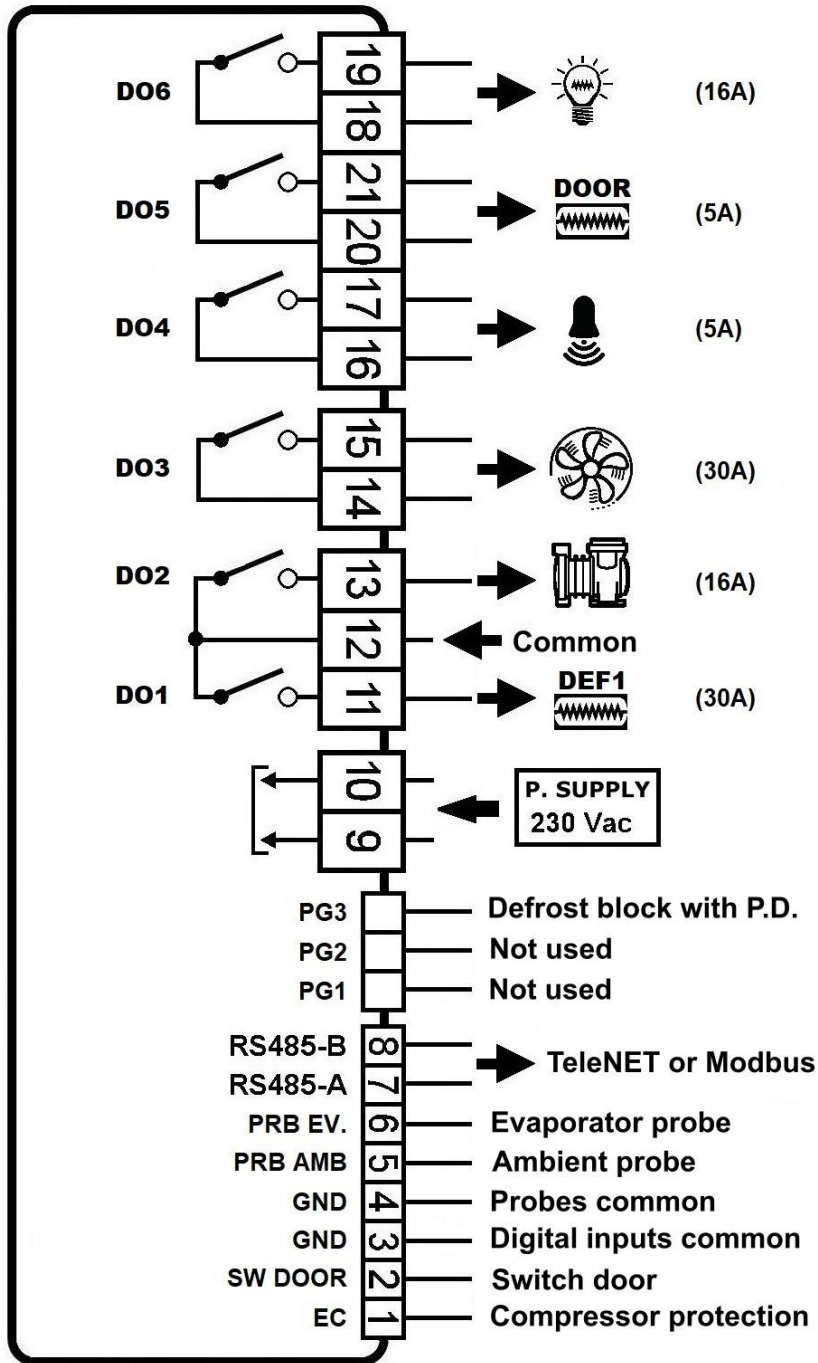 DO6 19 (16A)
18
DO5 21 DOOR (5A)
20
DO4 17 (5A)
16
DO3 15 (30A)
14
DO2 13 (16A)
12 Common
DO1 11 DEF1 (30A)
10 P. SUPPLY
9 230 Vac
PG3 Defrost block with P.D.
PG2 Not used
PG1 Not used
RS485-B 8 TeleNET or Modbus
RS485-A 7
PRB EV. 6 Evaporator probe
PRB AMB 5 Ambient probe
GND 4 Probes common
GND 3 Digital inputs common
SW DOOR 2 Switch door
EC 1 Compressor protection